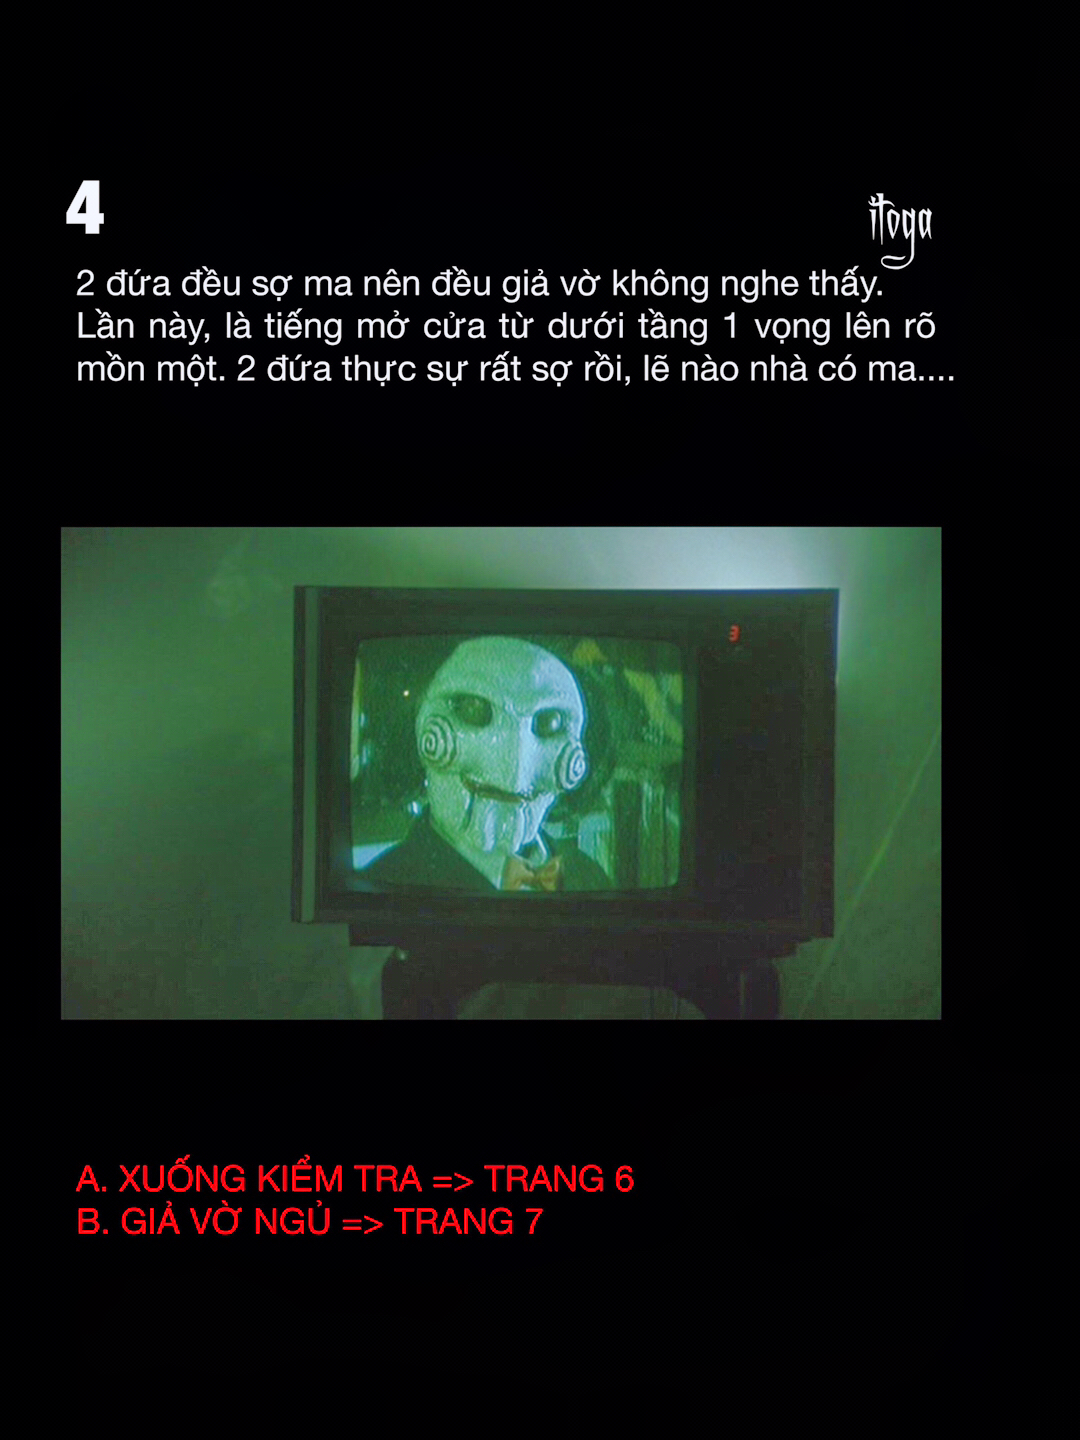 4
itoga
2 đứa đều sợ ma nên đều giả vờ không nghe thấy.
Lần này, là tiếng mở cửa từ dưới tầng 1 vọng lên rõ
mồn một. 2 đứa thực sự rất sợ rồi, lẽ nào nhà có ma....
3
A. XUỐNG KIỂM TRA => TRANG 6
B. GIẢ VỜ NGỦ => TRANG 7